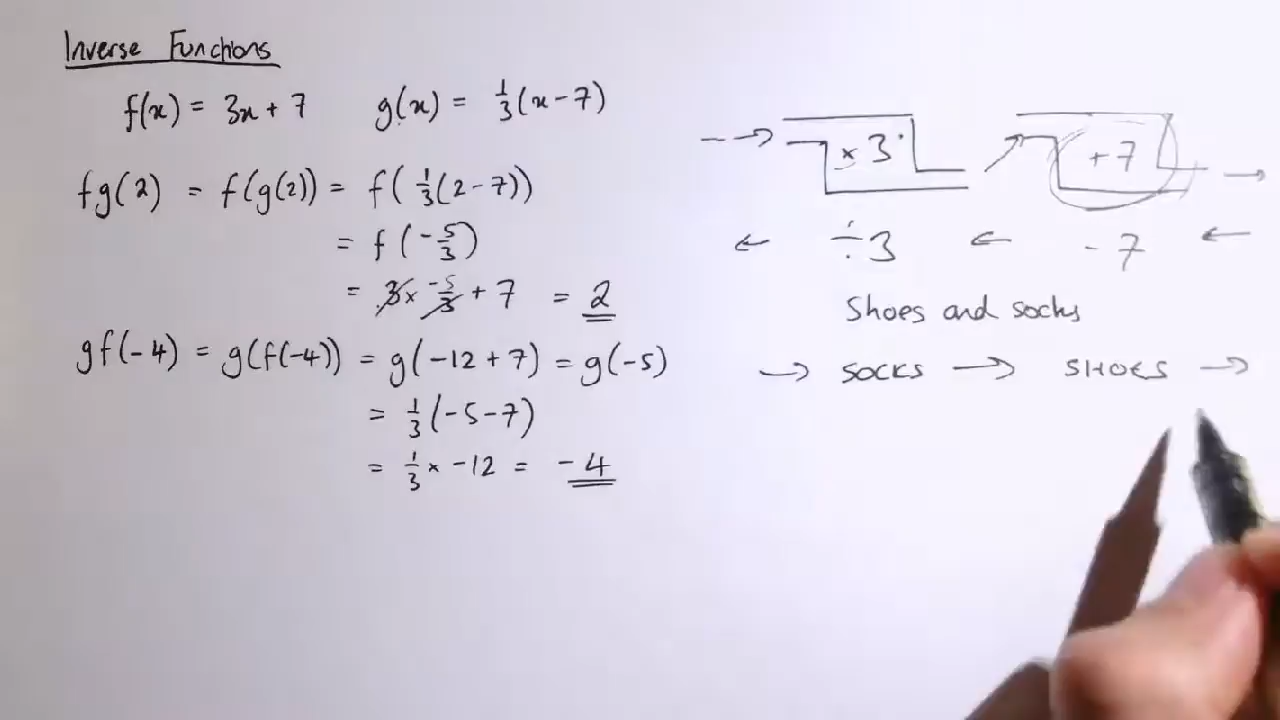 Inverse Functions
f(x) = 3x + 7 g(x) = 1/3 (x - 7)
fg(2) = f(g(2)) = f(1/3 (2 - 7))
= f(-5/3)
= 3 × -5/3 + 7 = 2
gf(-4) = g(f(-4)) = g(-12 + 7) = g(-5)
= 1/3 (-5 - 7)
= 1/3 × -12 = -4
→ × 3 → + 7 →
← ÷ 3 ← - 7 ←
Shoes and socks
→ SOCKS → SHOES →